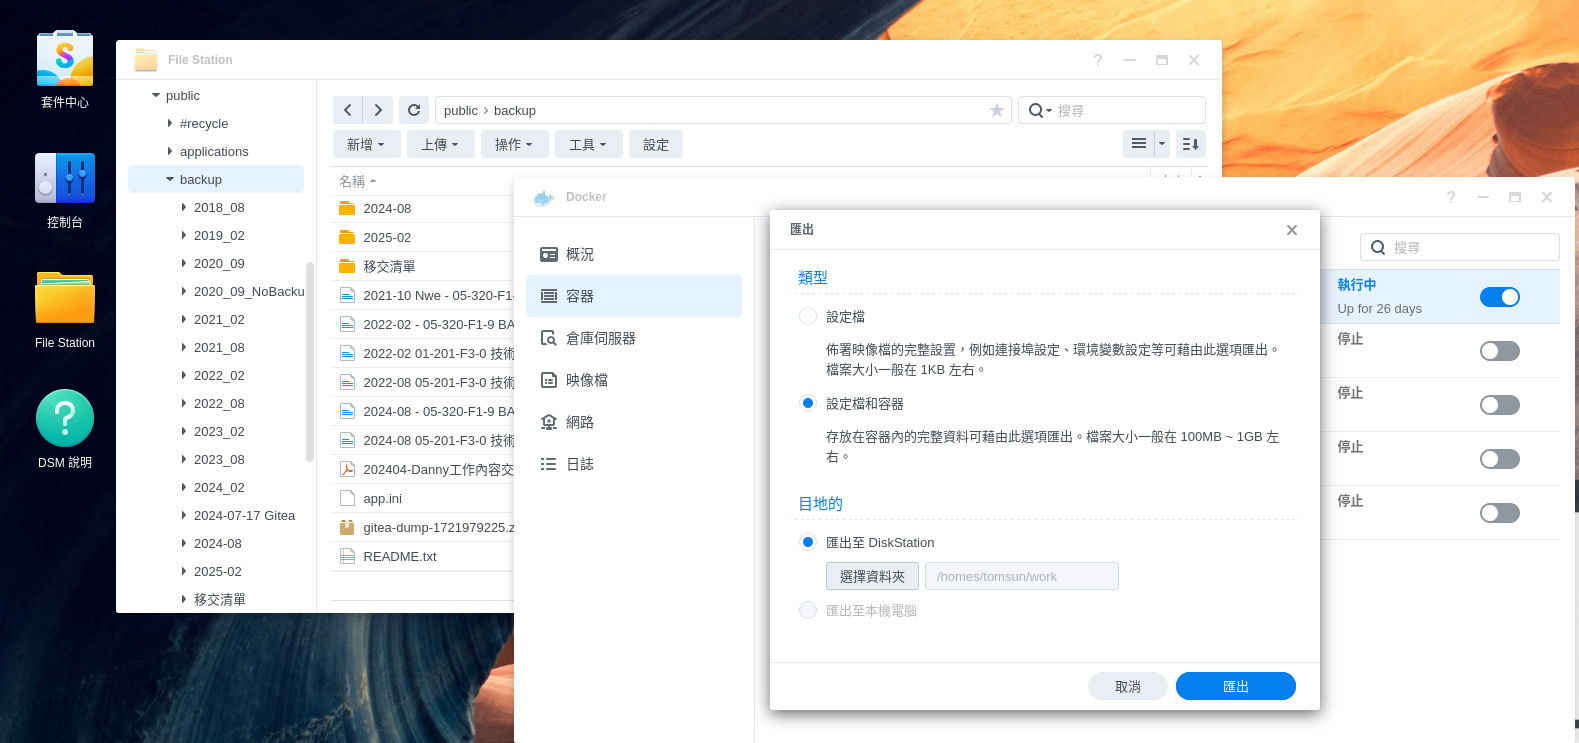 套件中心
控制台
File Station
DSM 說明
File Station
public
#recycle
applications
backup
2018_08
2019_02
2020_09
2020_09_NoBacku
2021_02
2021_08
2022_02
2022_08
2023_02
2023_08
2024_02
2024-07-17 Gitea
2024-08
2025-02
移交清單
public > backup
搜尋
新增
上傳
操作
工具
設定
名稱
2024-08
2025-02
移交清單
2021-10 Nwe - 05-320-F1-
2022-02 - 05-320-F1-9 BA
2022-02 01-201-F3-0 技術
2022-08 05-201-F3-0 技術
2024-08 - 05-320-F1-9 BA
2024-08 05-201-F3-0 技術
202404-Danny工作內容交
app.ini
gitea-dump-1721979225.z
README.txt
Docker
概況
容器
倉庫伺服器
映像檔
網路
日誌
搜尋
執行中
Up for 26 days
停止
停止
停止
停止
匯出
類型
設定檔
佈署映像檔的完整設置，例如連接埠設定、環境變數設定等可藉由此選項匯出。
檔案大小一般在 1KB 左右。
設定檔和容器
存放在容器內的完整資料可藉由此選項匯出。檔案大小一般在 100MB ~ 1GB 左
右。
目地的
匯出至 DiskStation
選擇資料夾
/homes/tomsun/work
匯出至本機電腦
取消
匯出